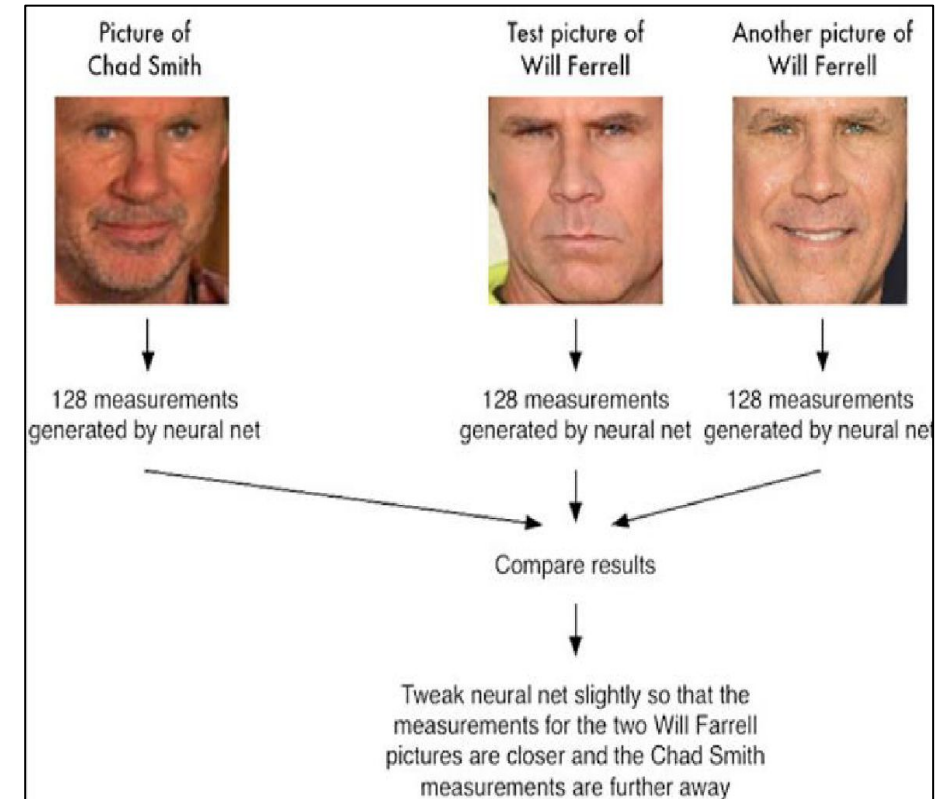 Picture of
Chad Smith
Test picture of
Will Ferrell
Another picture of
Will Ferrell
128 measurements
generated by neural net
128 measurements
generated by neural net
128 measurements
generated by neural net
Compare results
Tweak neural net slightly so that the
measurements for the two Will Farrell
pictures are closer and the Chad Smith
measurements are further away